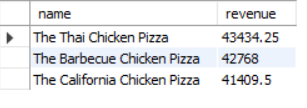 name revenue
The Thai Chicken Pizza 43434.25
The Barbecue Chicken Pizza 42768
The California Chicken Pizza 41409.5